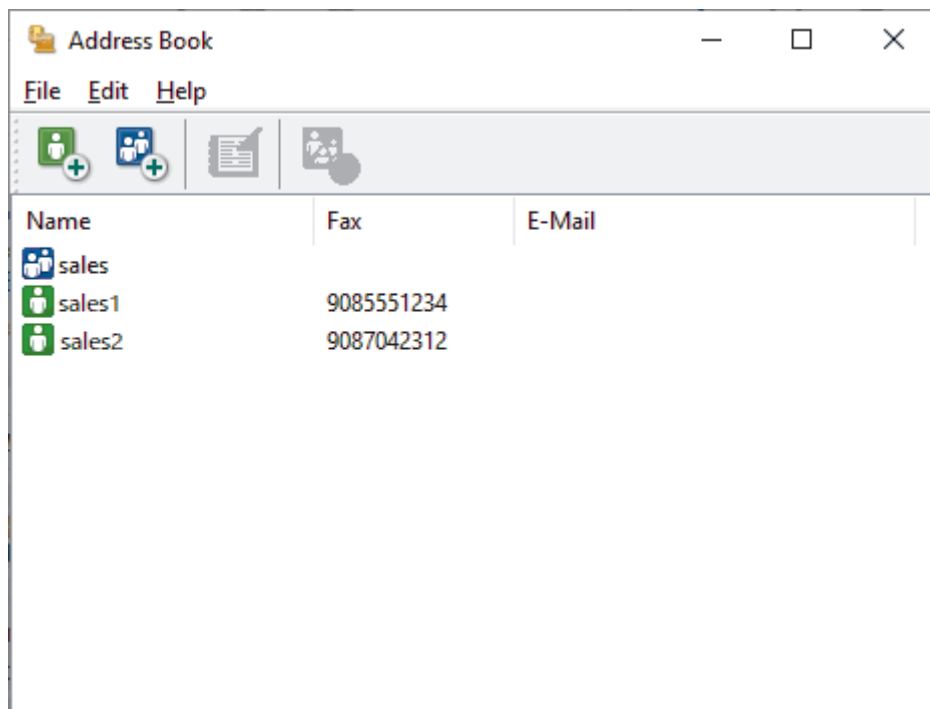 Address Book
File Edit Help
Name Fax E-Mail
sales
sales1 9085551234
sales2 9087042312